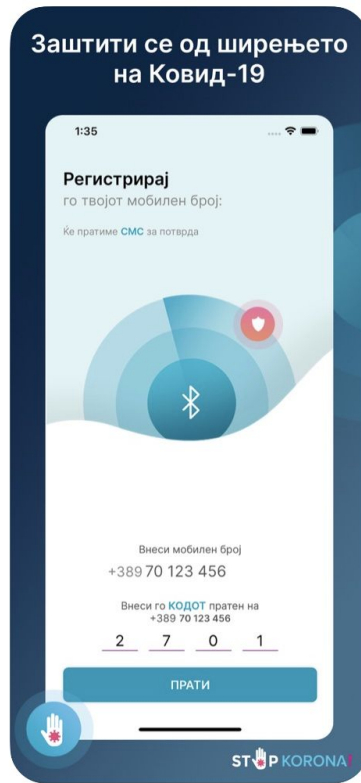 Заштити се од ширењето
на Ковид-19
1:35
Регистрирај
го твојот мобилен број:
Ќе пратиме СМС за потврда
Внеси мобилен број
+389 70 123 456
Внеси го КОДОТ пратен на
+389 70 123 456
2 7 0 1
ПРАТИ
STOP KORONA!